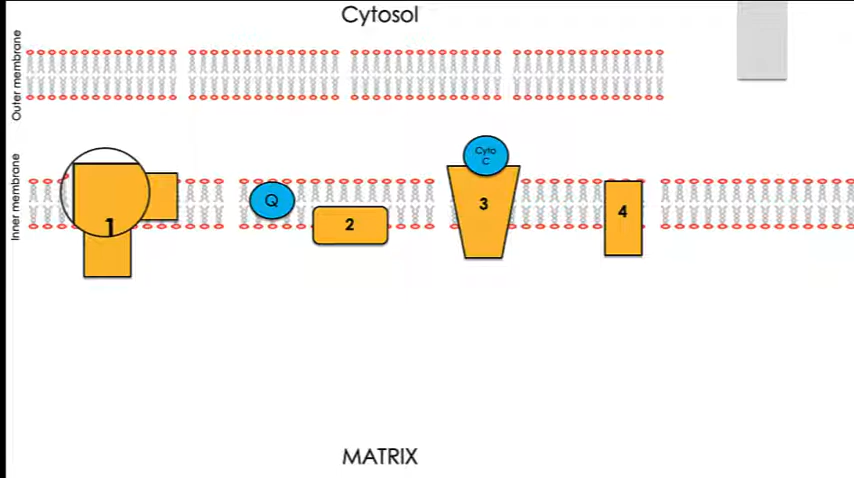 Cytosol
Outer membrane
Inner membrane
Cyto
C
Q
1
2
3
4
MATRIX